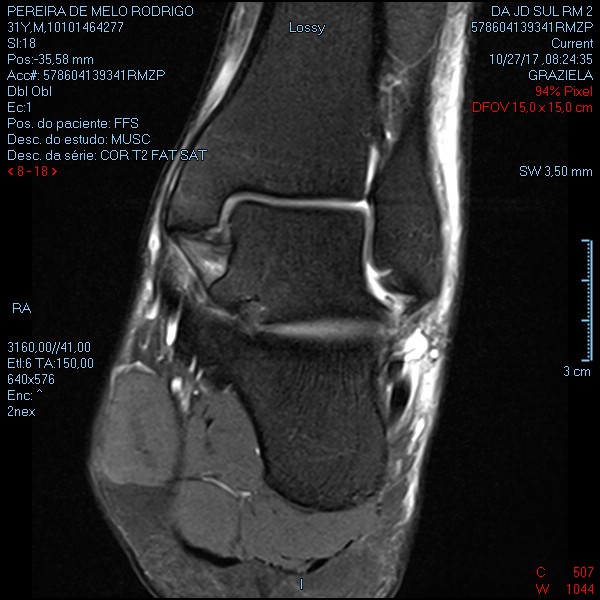 PEREIRA DE MELO RODRIGO
31Y,M,10101464277
Sl:18
Pos:-35,58 mm
Acc#: 578604139341RMZP
Dbl Obl
Ec:1
Pos. do paciente: FFS
Desc. do estudo: MUSC
Desc. da série: COR T2 FAT SAT
< 8 - 18 >
Lossy
DA JD SUL RM 2
578604139341RMZP
Current
10/27/17 ,08:24:35
GRAZIELA
94% Pixel
DFOV 15,0 x 15,0 cm
SW 3,50 mm
RA
3160,00//41,00
Etl:6 TA:150,00
640x576
Enc: ^
2nex
3 cm
I
C 507
W 1044